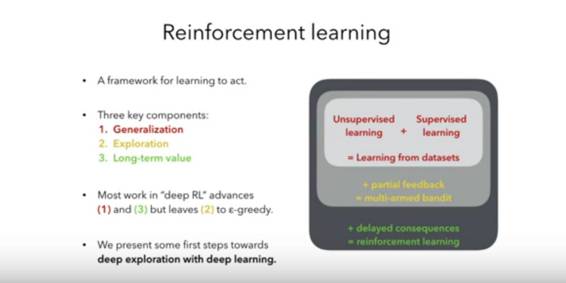 Reinforcement learning
• A framework for learning to act.
• Three key components:
1. Generalization
2. Exploration
3. Long-term value
• Most work in "deep RL" advances
(1) and (3) but leaves (2) to ε-greedy.
• We present some first steps towards
deep exploration with deep learning.
Unsupervised learning + Supervised learning
= Learning from datasets
+ partial feedback
= multi-armed bandit
+ delayed consequences
= reinforcement learning